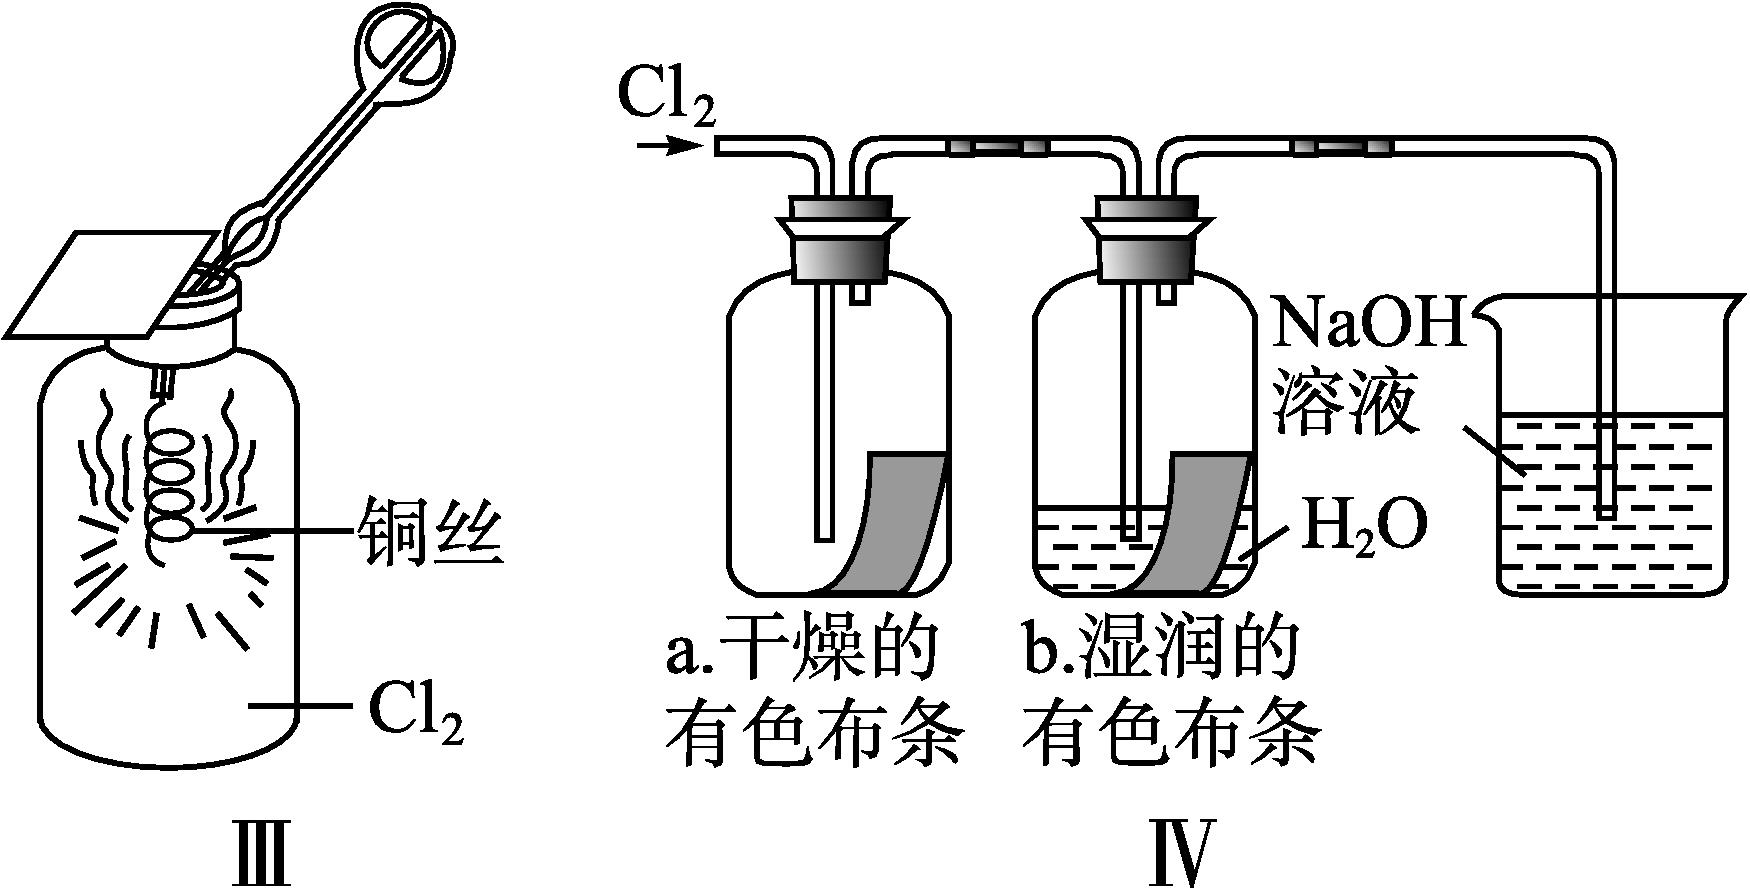 铜丝
Cl₂
Ⅲ
Cl₂
NaOH
溶液
H₂O
a.干燥的
有色布条
b.湿润的
有色布条
Ⅳ